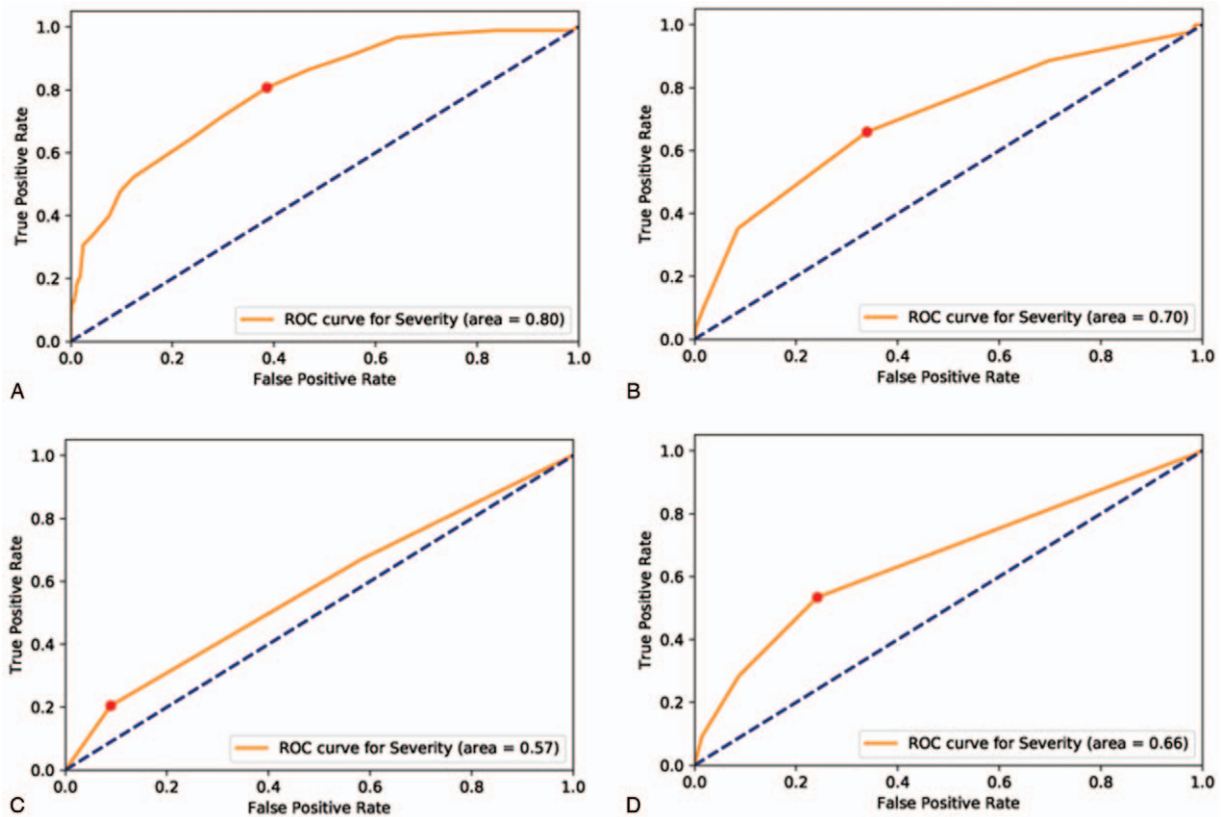 1.0
0.8
0.6
0.4
0.2
0.0
True Positive Rate
ROC curve for Severity (area = 0.80)
0.0 0.2 0.4 0.6 0.8 1.0
False Positive Rate
A
1.0
0.8
0.6
0.4
0.2
0.0
True Positive Rate
ROC curve for Severity (area = 0.70)
0.0 0.2 0.4 0.6 0.8 1.0
False Positive Rate
B
1.0
0.8
0.6
0.4
0.2
0.0
True Positive Rate
ROC curve for Severity (area = 0.57)
0.0 0.2 0.4 0.6 0.8 1.0
False Positive Rate
C
1.0
0.8
0.6
0.4
0.2
0.0
True Positive Rate
ROC curve for Severity (area = 0.66)
0.0 0.2 0.4 0.6 0.8 1.0
False Positive Rate
D